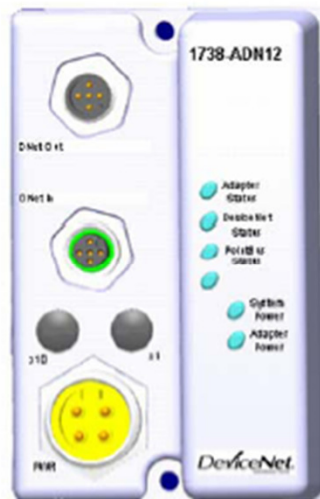 1738-ADN12
DNet Out
Adapter
Status
DNet In
DeviceNet
Status
PointBus
Status
System
Power
Adapter
Power
x10
x1
PWR
DeviceNet